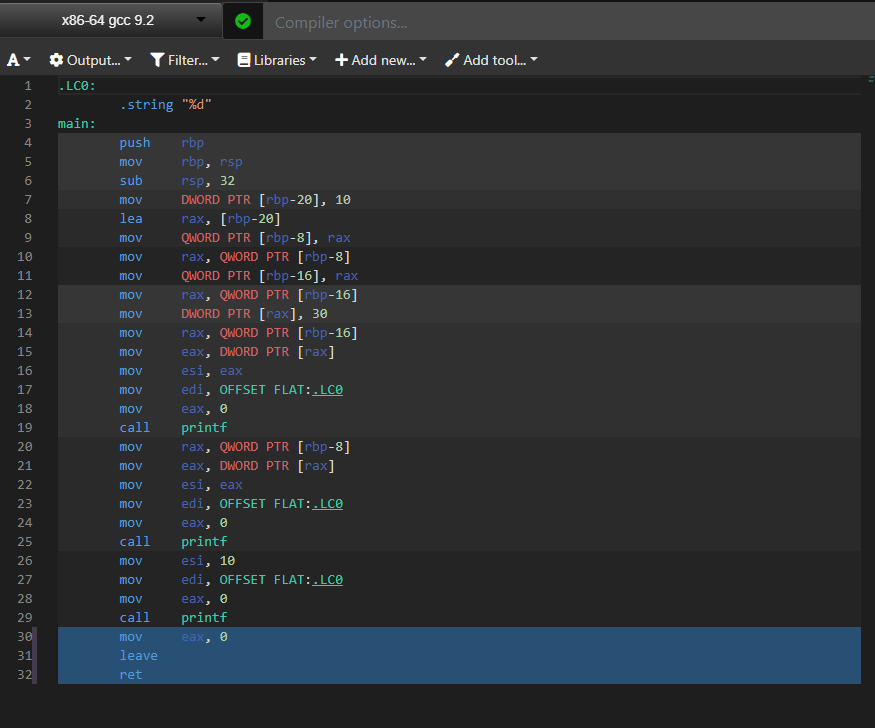 x86-64 gcc 9.2 Compiler options...
A Output... Filter... Libraries Add new... Add tool...
1 .LC0:
2 .string "%d"
3 main:
4 push rbp
5 mov rbp, rsp
6 sub rsp, 32
7 mov DWORD PTR [rbp-20], 10
8 lea rax, [rbp-20]
9 mov QWORD PTR [rbp-8], rax
10 mov rax, QWORD PTR [rbp-8]
11 mov QWORD PTR [rbp-16], rax
12 mov rax, QWORD PTR [rbp-16]
13 mov DWORD PTR [rax], 30
14 mov rax, QWORD PTR [rbp-16]
15 mov eax, DWORD PTR [rax]
16 mov esi, eax
17 mov edi, OFFSET FLAT:.LC0
18 mov eax, 0
19 call printf
20 mov rax, QWORD PTR [rbp-8]
21 mov eax, DWORD PTR [rax]
22 mov esi, eax
23 mov edi, OFFSET FLAT:.LC0
24 mov eax, 0
25 call printf
26 mov esi, 10
27 mov edi, OFFSET FLAT:.LC0
28 mov eax, 0
29 call printf
30 mov eax, 0
31 leave
32 ret